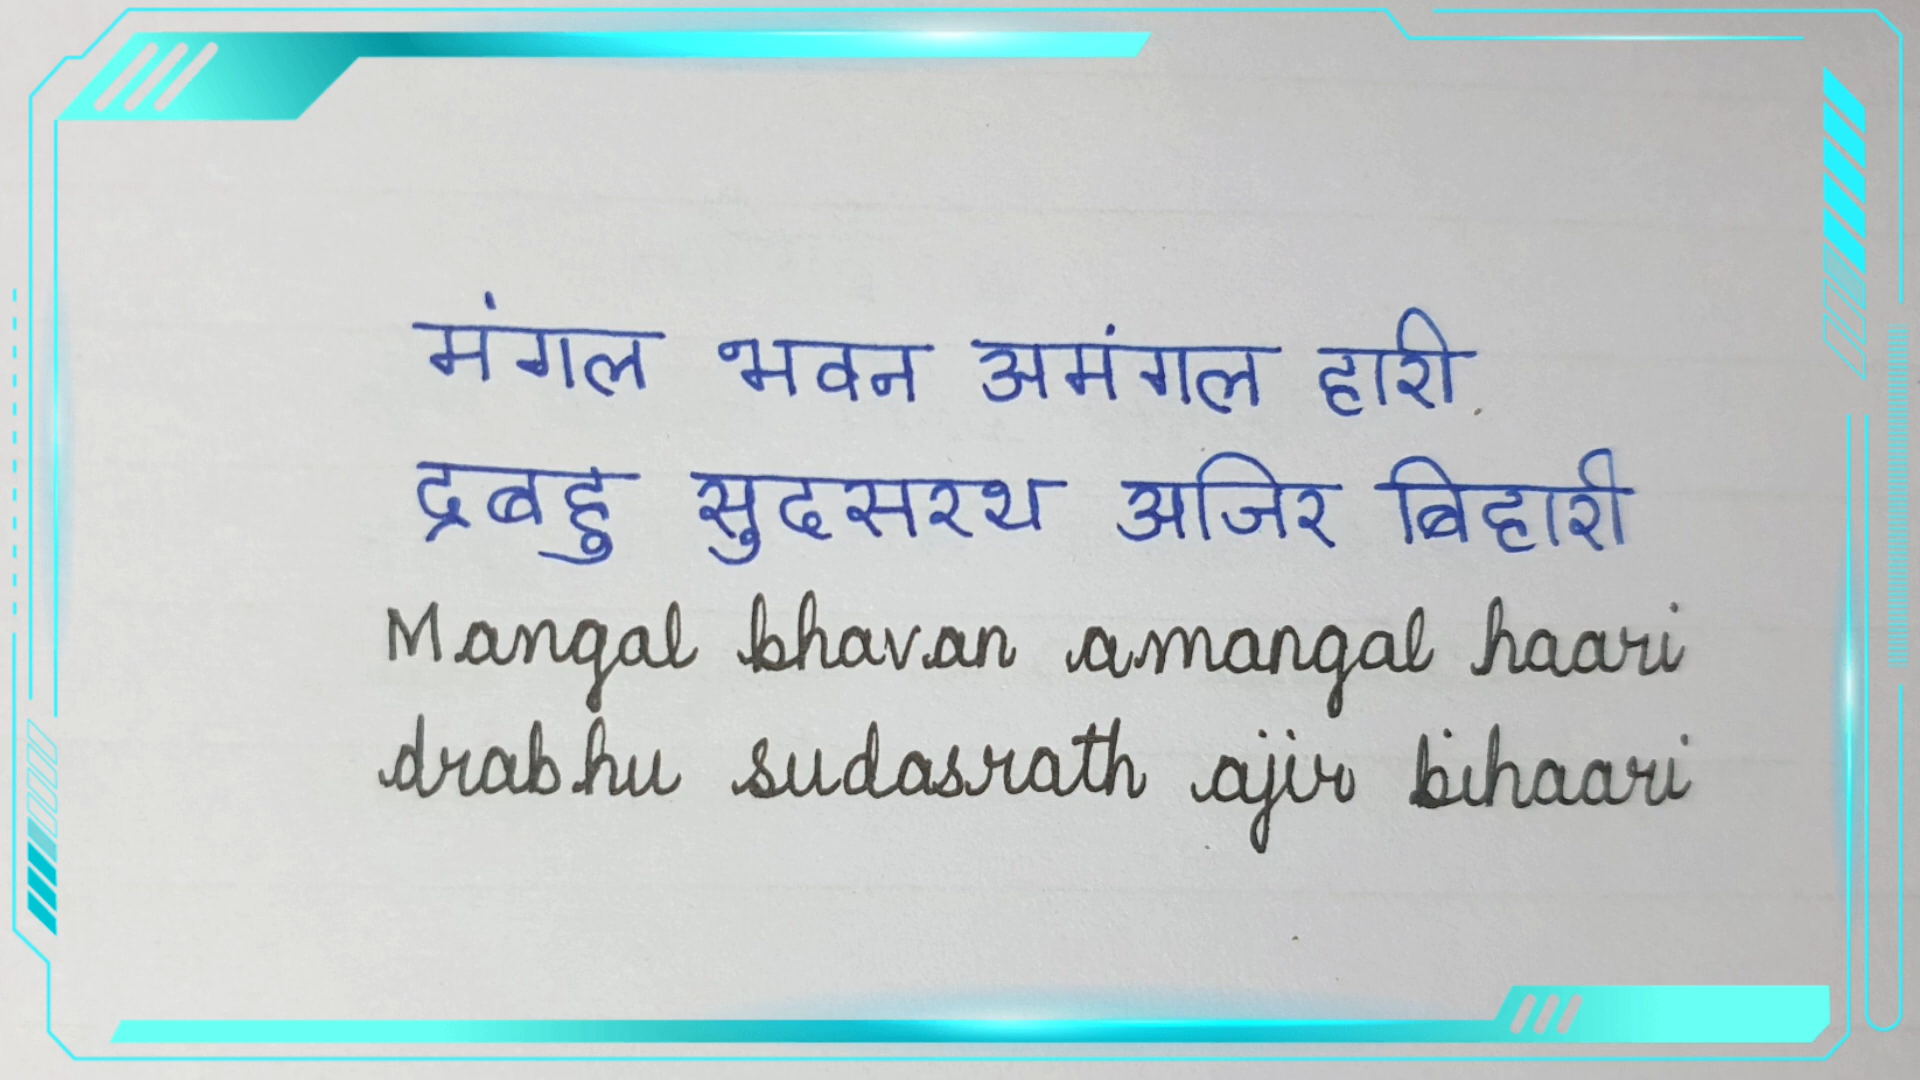 मंगल भवन अमंगल हारी
द्रबहु सुदसरथ अजिर बिहारी
Mangal bhavan amangal haari
drabhu sudasrath ajir bihaari